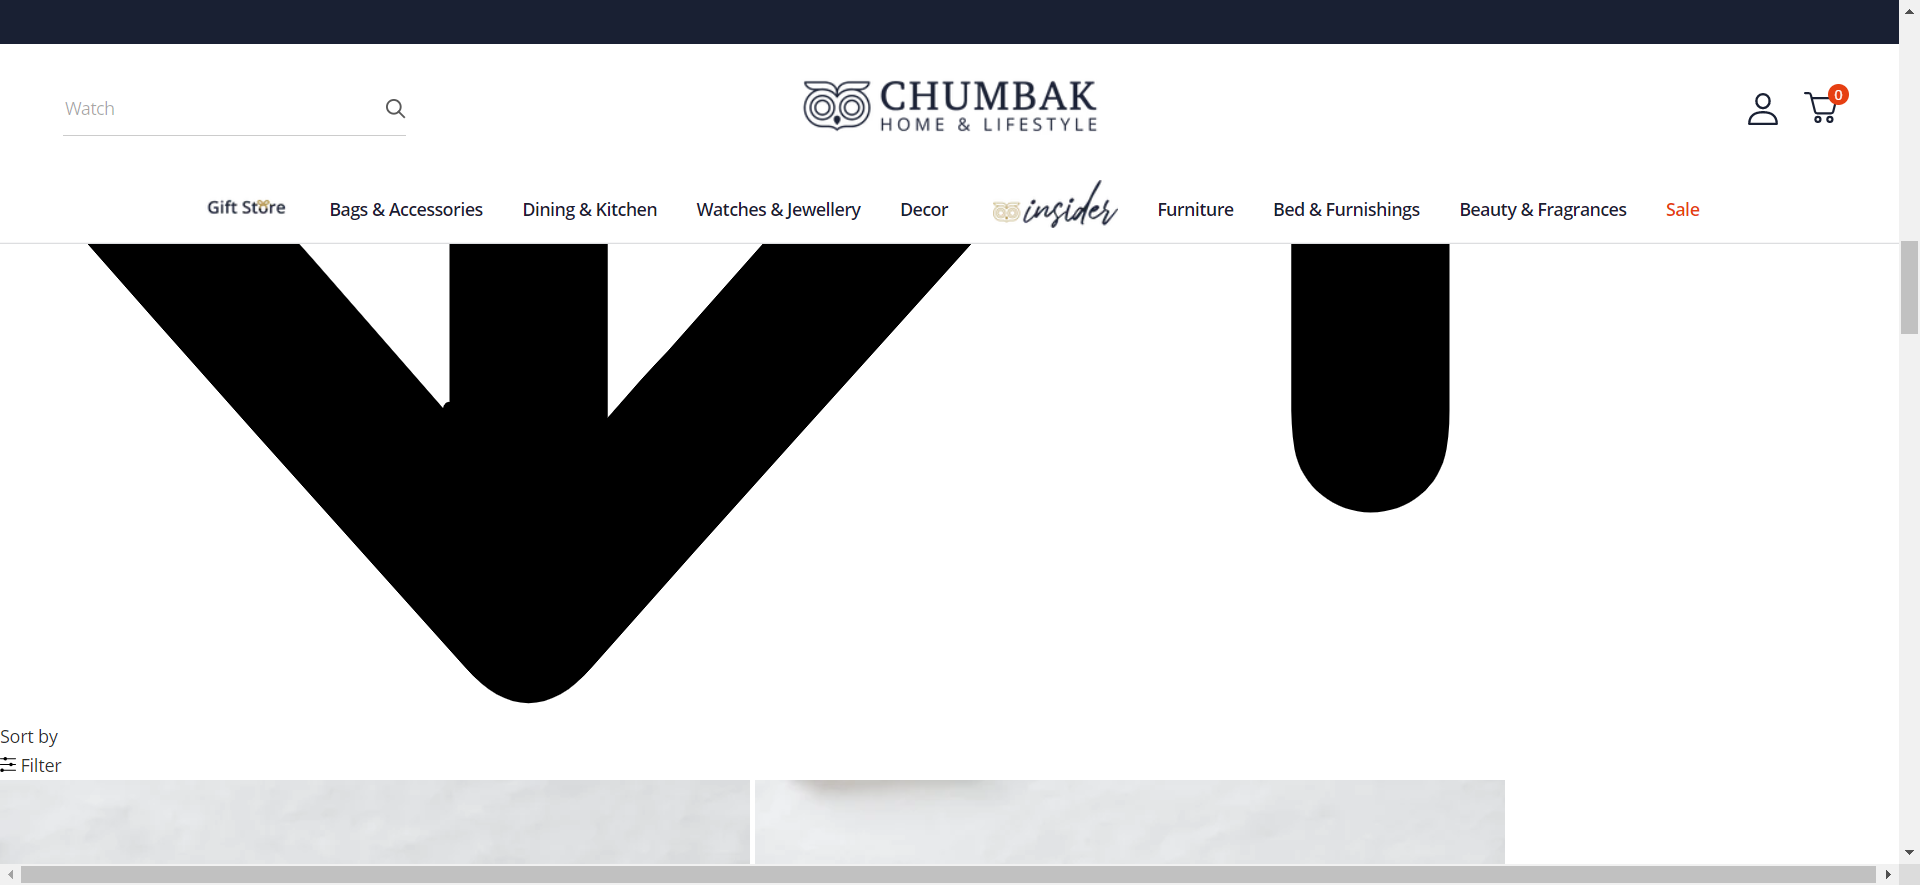 Watch
CHUMBAK
HOME & LIFESTYLE
0
Gift Store
Bags & Accessories
Dining & Kitchen
Watches & Jewellery
Decor
insider
Furniture
Bed & Furnishings
Beauty & Fragrances
Sale
Sort by
Filter